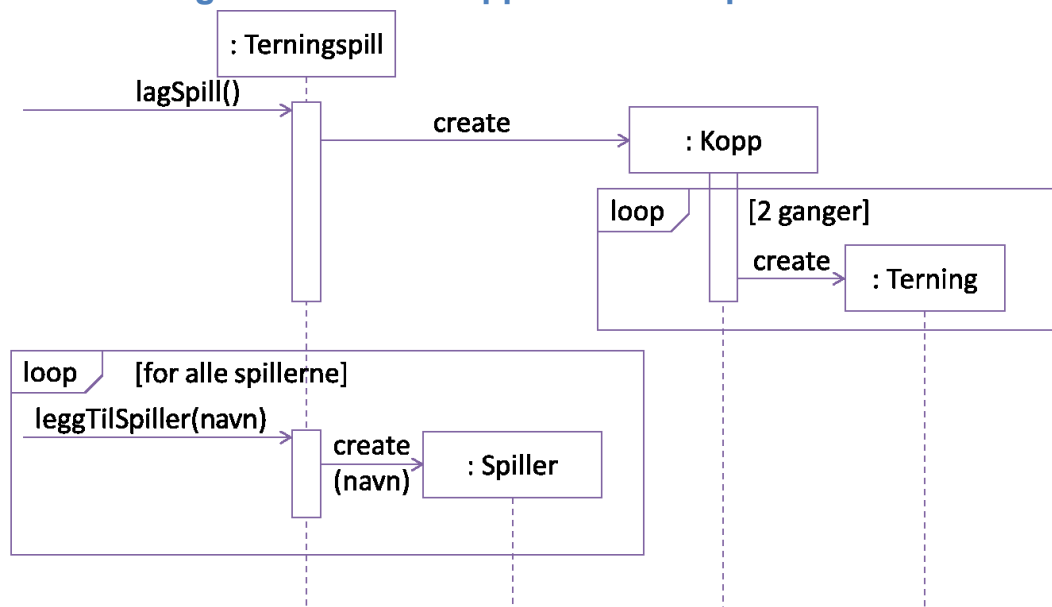 : Terningspill
lagSpill()
create
: Kopp
loop
[2 ganger]
create
: Terning
loop
[for alle spillerne]
leggTilSpiller(navn)
create
(navn)
: Spiller